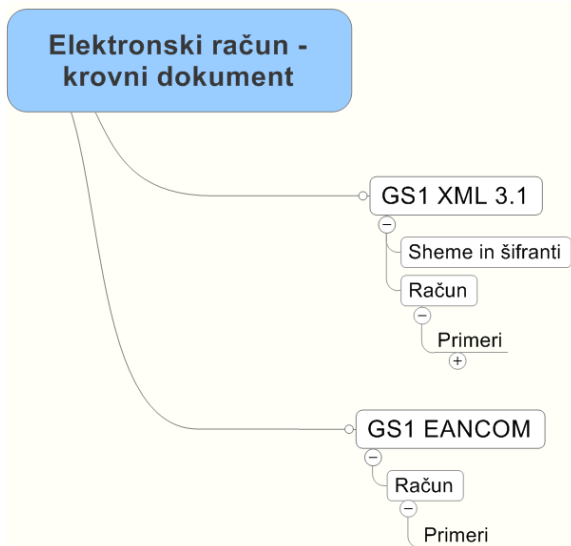 Elektronski račun -
krovni dokument
GS1 XML 3.1
Sheme in šifranti
Račun
Primeri
GS1 EANCOM
Račun
Primeri